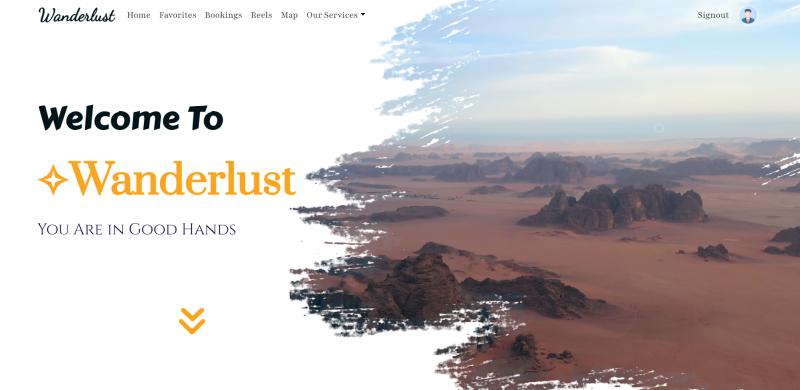 Wanderlust Home Favorites Bookings Reels Map Our Services Signout
Welcome To
Wanderlust
You Are in Good Hands